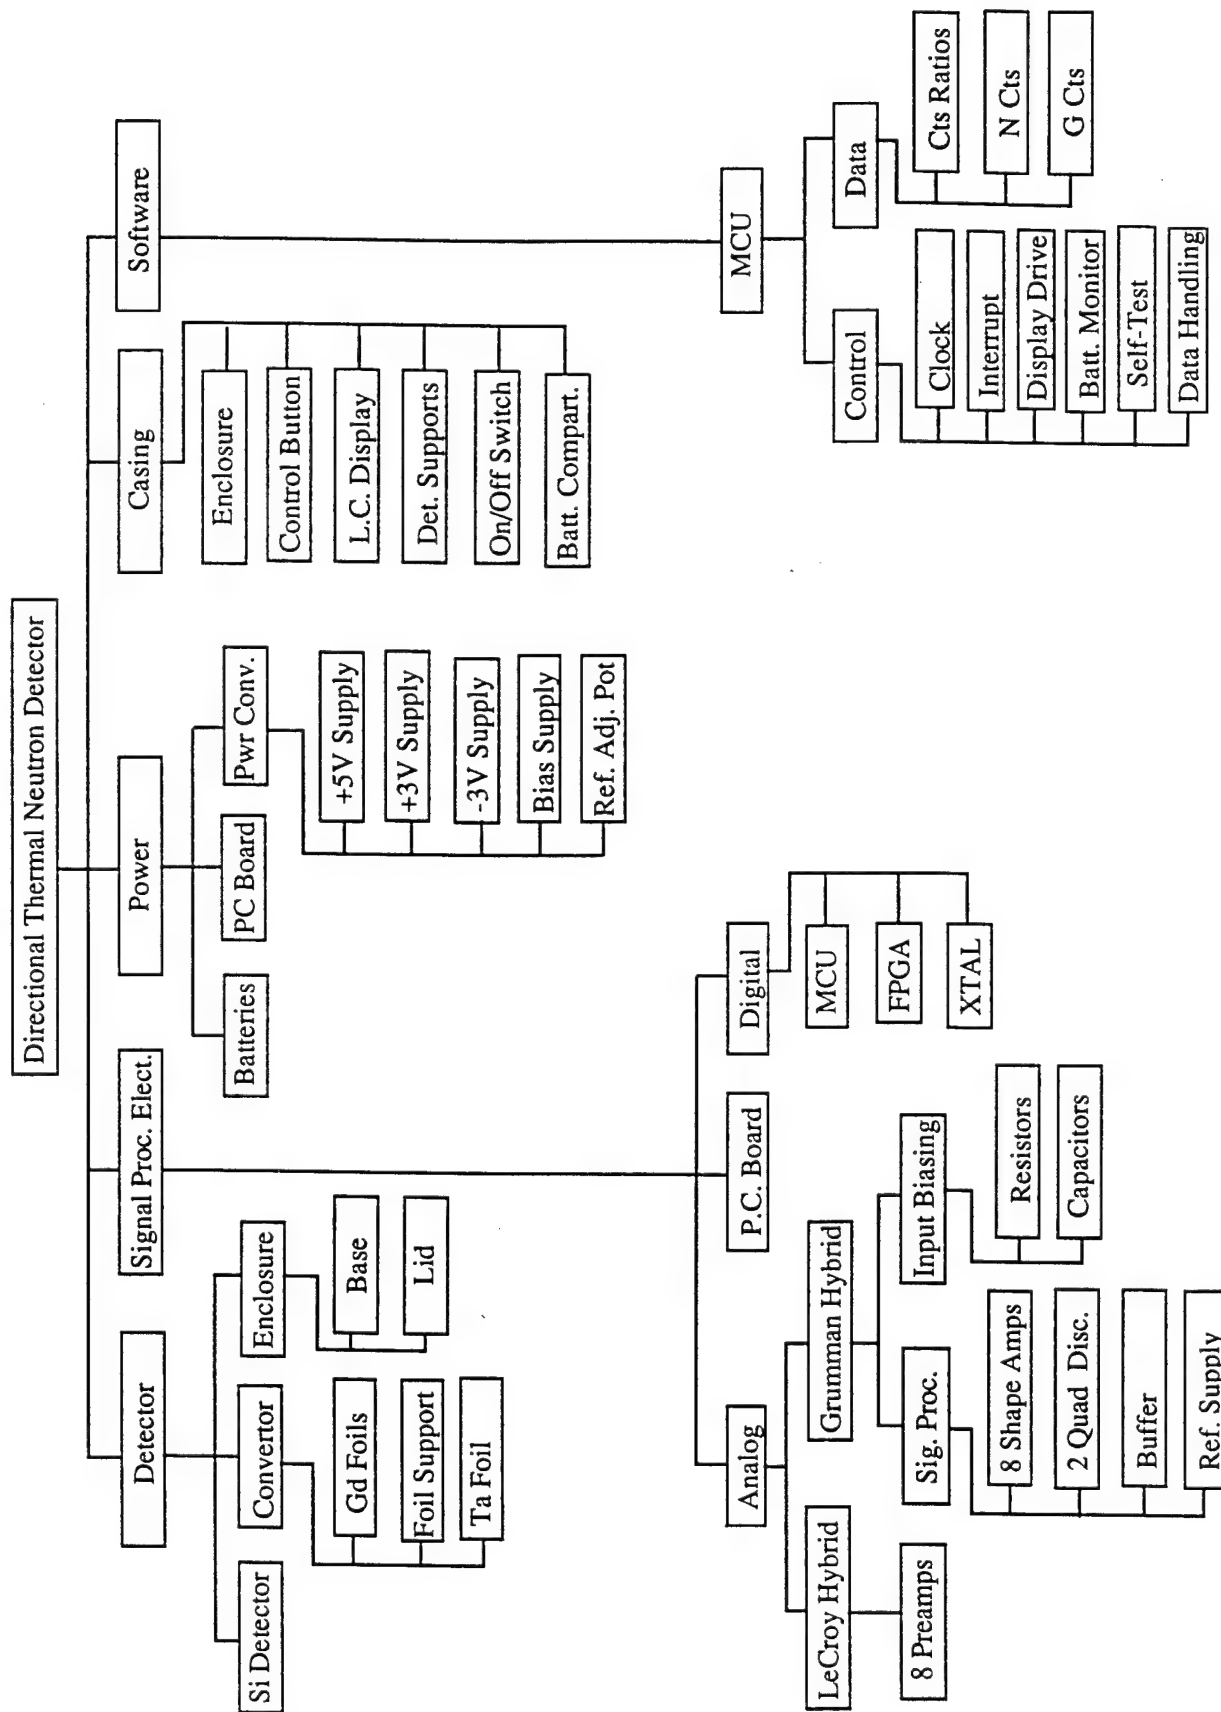 Directional Thermal Neutron Detector
Detector
Signal Proc. Elect.
Power
Casing
Software
Si Detector
Convertor
Enclosure
Gd Foils
Foil Support
Ta Foil
Base
Lid
Batteries
PC Board
Pwr Conv.
+5V Supply
+3V Supply
-3V Supply
Bias Supply
Ref. Adj. Pot
Enclosure
Control Button
L.C. Display
Det. Supports
On/Off Switch
Batt. Compart.
Analog
P.C. Board
Digital
LeCroy Hybrid
Grumman Hybrid
8 Preamps
Sig. Proc.
Input Biasing
8 Shape Amps
2 Quad Disc.
Buffer
Ref. Supply
Resistors
Capacitors
MCU
FPGA
XTAL
MCU
Control
Data
Clock
Interrupt
Display Drive
Batt. Monitor
Self-Test
Data Handling
Cts Ratios
N Cts
G Cts